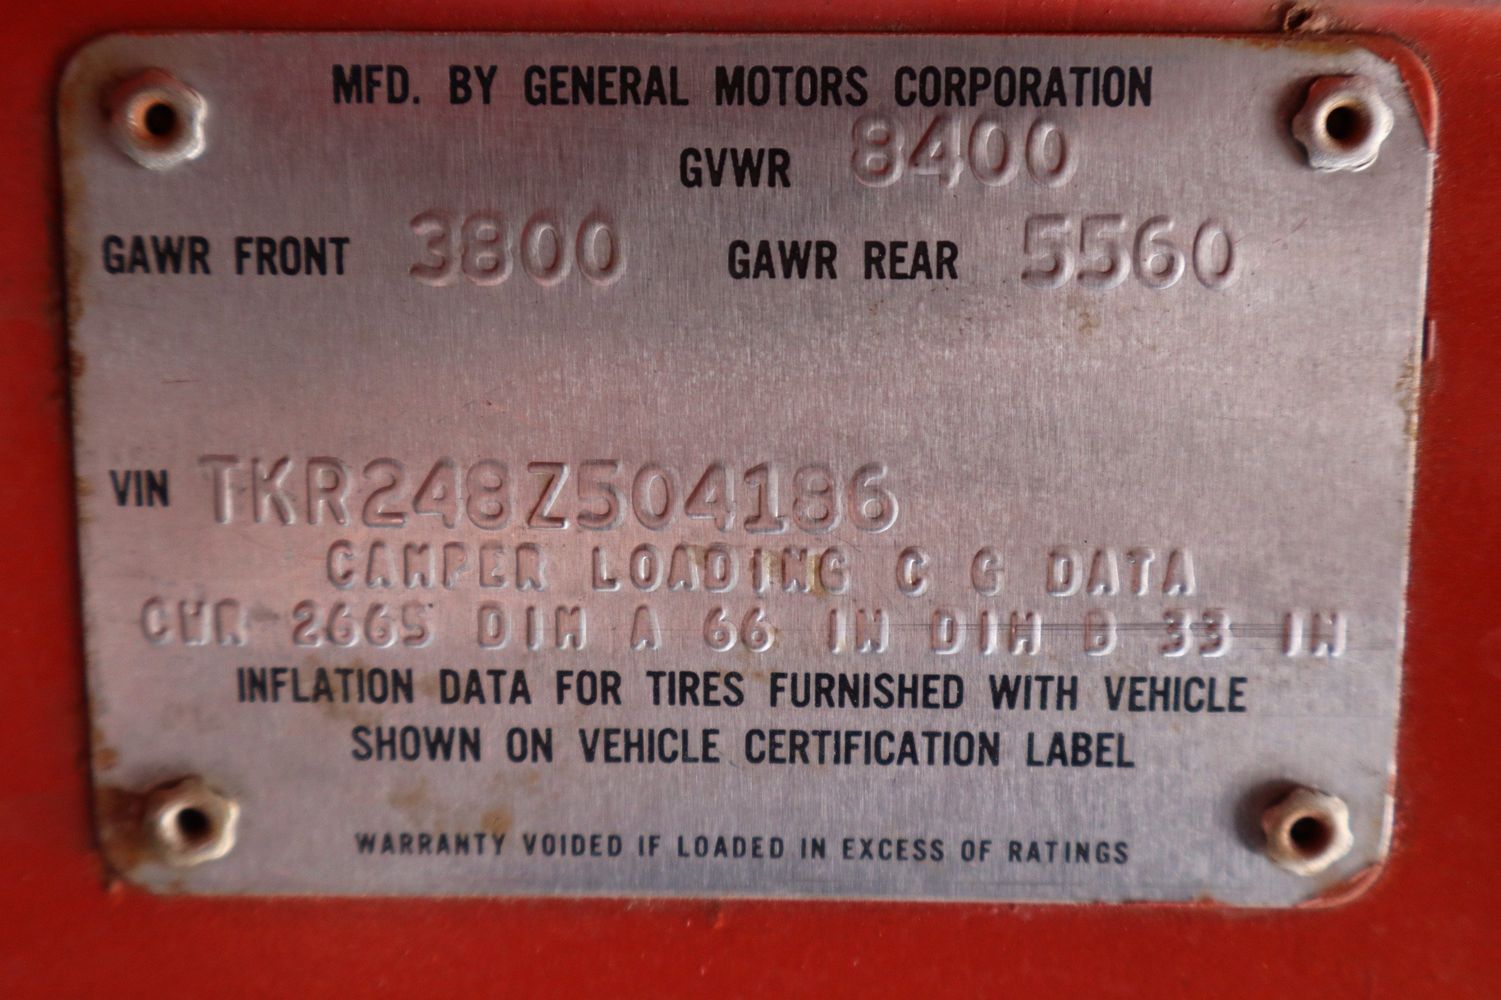 MFD. BY GENERAL MOTORS CORPORATION
GVWR 8400
GAWR FRONT 3800 GAWR REAR 5560
VIN TKR248Z504186
CAMPER LOADING C G DATA
CWR 2665 DIM A 66 IN DIM B 33 IN
INFLATION DATA FOR TIRES FURNISHED WITH VEHICLE
SHOWN ON VEHICLE CERTIFICATION LABEL
WARRANTY VOIDED IF LOADED IN EXCESS OF RATINGS